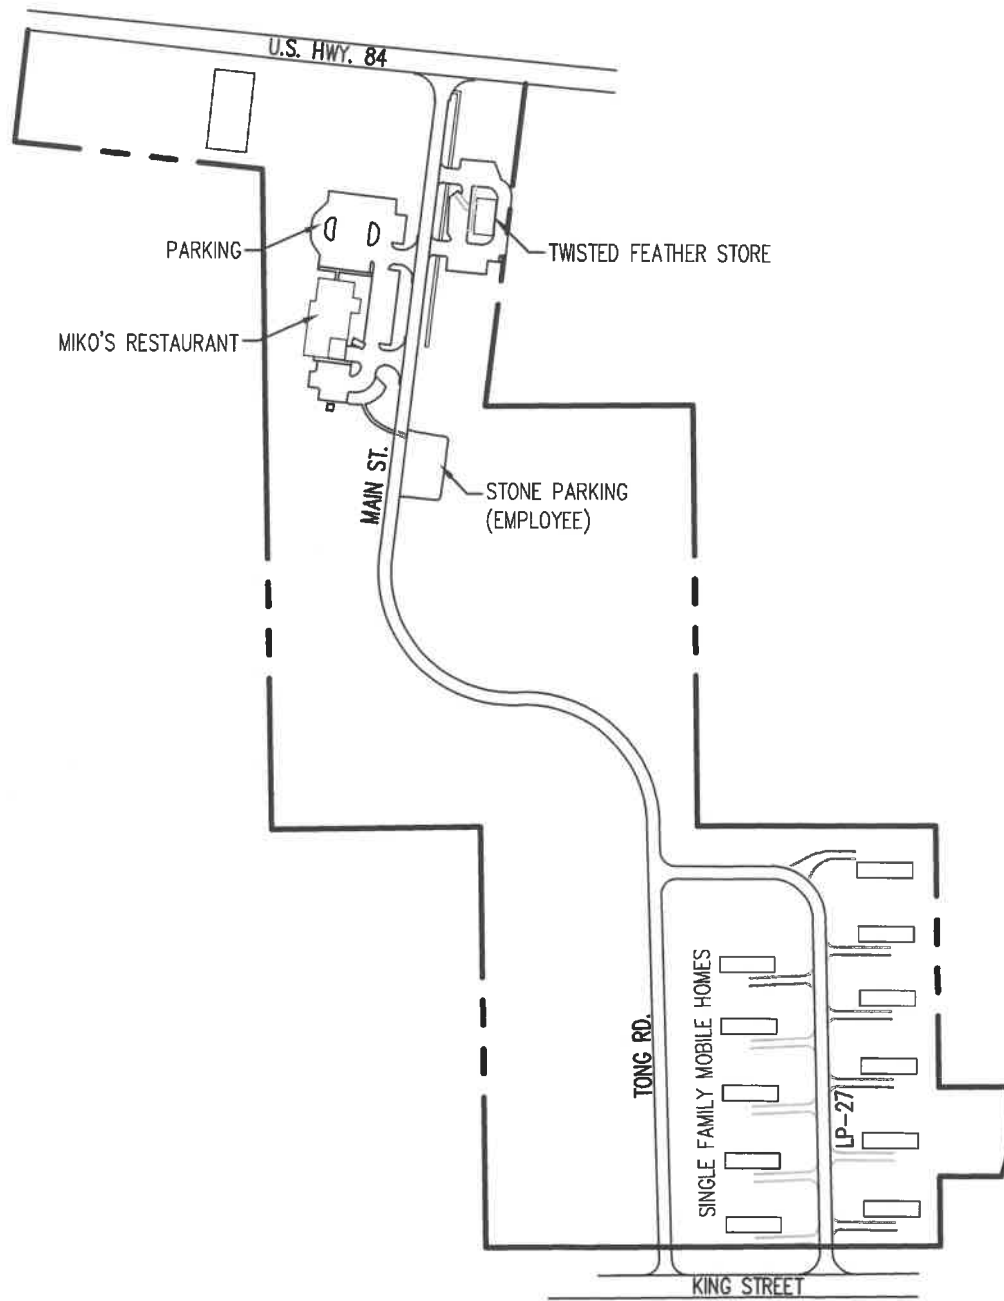 U.S. HWY. 84
PARKING
TWISTED FEATHER STORE
MIKO'S RESTAURANT
MAIN ST.
STONE PARKING
(EMPLOYEE)
SINGLE FAMILY MOBILE HOMES
TONG RD.
LP-27
KING STREET